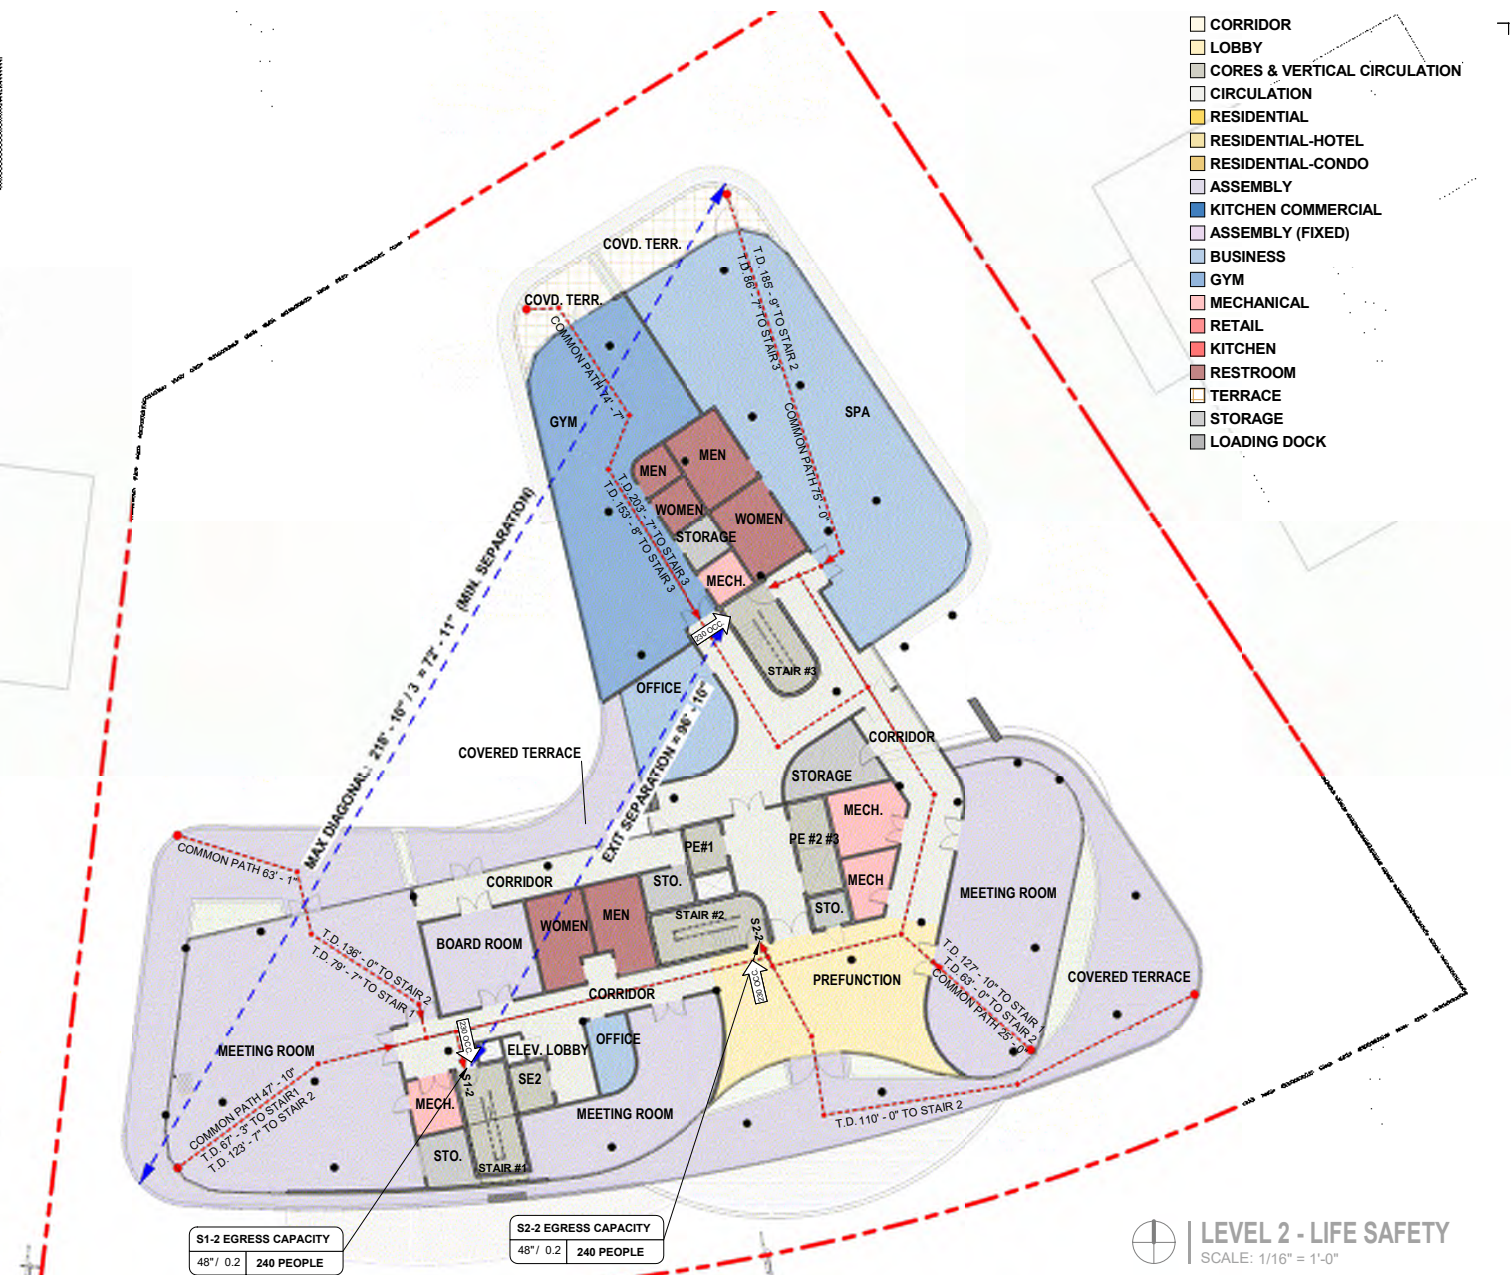 CORRIDOR
LOBBY
CORES & VERTICAL CIRCULATION
CIRCULATION
RESIDENTIAL
RESIDENTIAL-HOTEL
RESIDENTIAL-CONDO
ASSEMBLY
KITCHEN COMMERCIAL
ASSEMBLY (FIXED)
BUSINESS
GYM
MECHANICAL
RETAIL
KITCHEN
RESTROOM
TERRACE
STORAGE
LOADING DOCK
COVD. TERR.
COVD. TERR.
T.D. 185' - 9" TO STAIR 2
T.D. 86' - 7" TO STAIR 3
COMMON PATH 74' - 7"
COMMON PATH 75' - 0"
GYM
SPA
MEN
MEN
WOMEN
WOMEN
STORAGE
MECH.
T.D. 203' - 7" TO STAIR 3
T.D. 153' - 8" TO STAIR 3
230 OCC.
STAIR #3
OFFICE
MAX DIAGONAL: 218' - 10" / 3 = 72' - 11" (MIN. SEPARATION)
EXIT SEPARATION = 96' - 10"
CORRIDOR
COVERED TERRACE
STORAGE
MECH.
PE #2 #3
PE#1
MECH
STO.
STO.
COMMON PATH 63' - 1"
CORRIDOR
MEETING ROOM
WOMEN
MEN
STAIR #2
S2-2
BOARD ROOM
T.D. 136' - 0" TO STAIR 2
T.D. 79' - 7" TO STAIR 1
PREFUNCTION
COVERED TERRACE
T.D. 127' - 10" TO STAIR 1
T.D. 63' - 0" TO STAIR 2
COMMON PATH 25' - 0"
230 OCC.
CORRIDOR
230 OCC.
OFFICE
ELEV. LOBBY
MEETING ROOM
SE2
S1-2
MECH.
MEETING ROOM
COMMON PATH 47' - 10"
T.D. 67' - 3" TO STAIR1
T.D. 123' - 7" TO STAIR 2
T.D. 110' - 0" TO STAIR 2
STO.
STAIR #1
S1-2 EGRESS CAPACITY
48"/ 0.2 240 PEOPLE
S2-2 EGRESS CAPACITY
48"/ 0.2 240 PEOPLE
LEVEL 2 - LIFE SAFETY
SCALE: 1/16" = 1'-0"